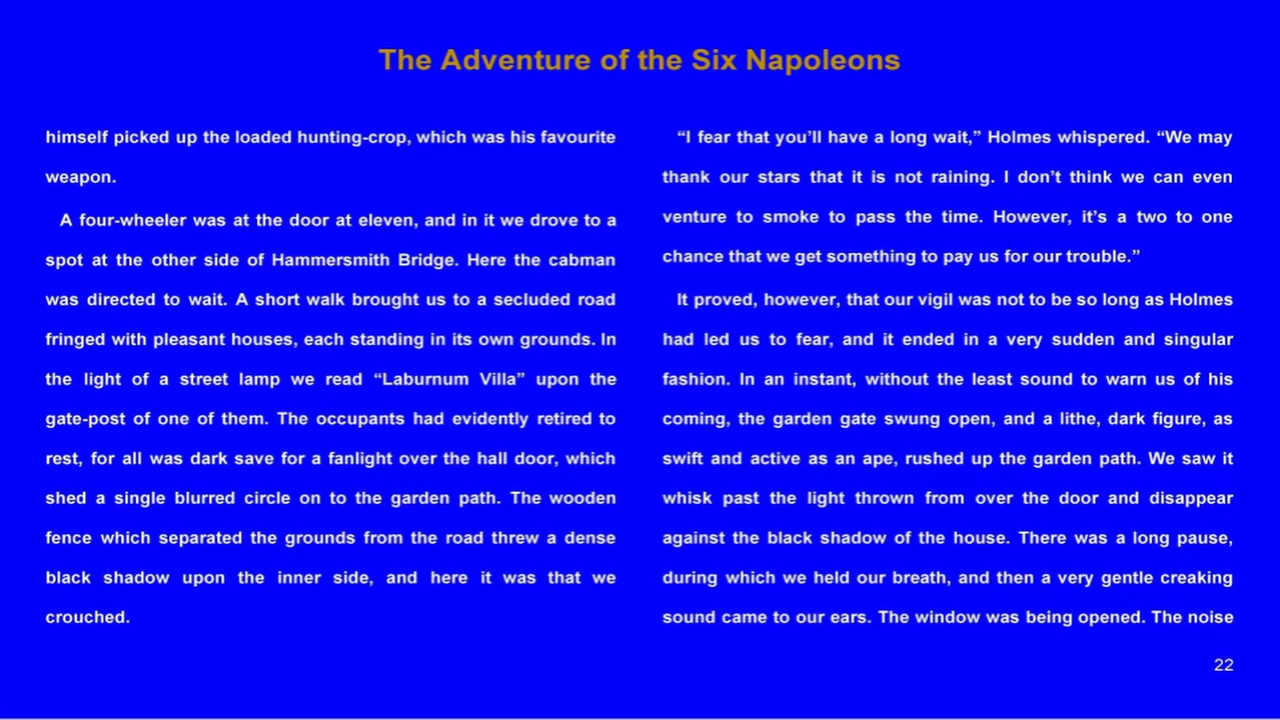 The Adventure of the Six Napoleons
himself picked up the loaded hunting-crop, which was his favourite
weapon.
A four-wheeler was at the door at eleven, and in it we drove to a
spot at the other side of Hammersmith Bridge. Here the cabman
was directed to wait. A short walk brought us to a secluded road
fringed with pleasant houses, each standing in its own grounds. In
the light of a street lamp we read “Laburnum Villa” upon the
gate-post of one of them. The occupants had evidently retired to
rest, for all was dark save for a fanlight over the hall door, which
shed a single blurred circle on to the garden path. The wooden
fence which separated the grounds from the road threw a dense
black shadow upon the inner side, and here it was that we
crouched.
“I fear that you’ll have a long wait,” Holmes whispered. “We may
thank our stars that it is not raining. I don’t think we can even
venture to smoke to pass the time. However, it’s a two to one
chance that we get something to pay us for our trouble.”
It proved, however, that our vigil was not to be so long as Holmes
had led us to fear, and it ended in a very sudden and singular
fashion. In an instant, without the least sound to warn us of his
coming, the garden gate swung open, and a lithe, dark figure, as
swift and active as an ape, rushed up the garden path. We saw it
whisk past the light thrown from over the door and disappear
against the black shadow of the house. There was a long pause,
during which we held our breath, and then a very gentle creaking
sound came to our ears. The window was being opened. The noise
22